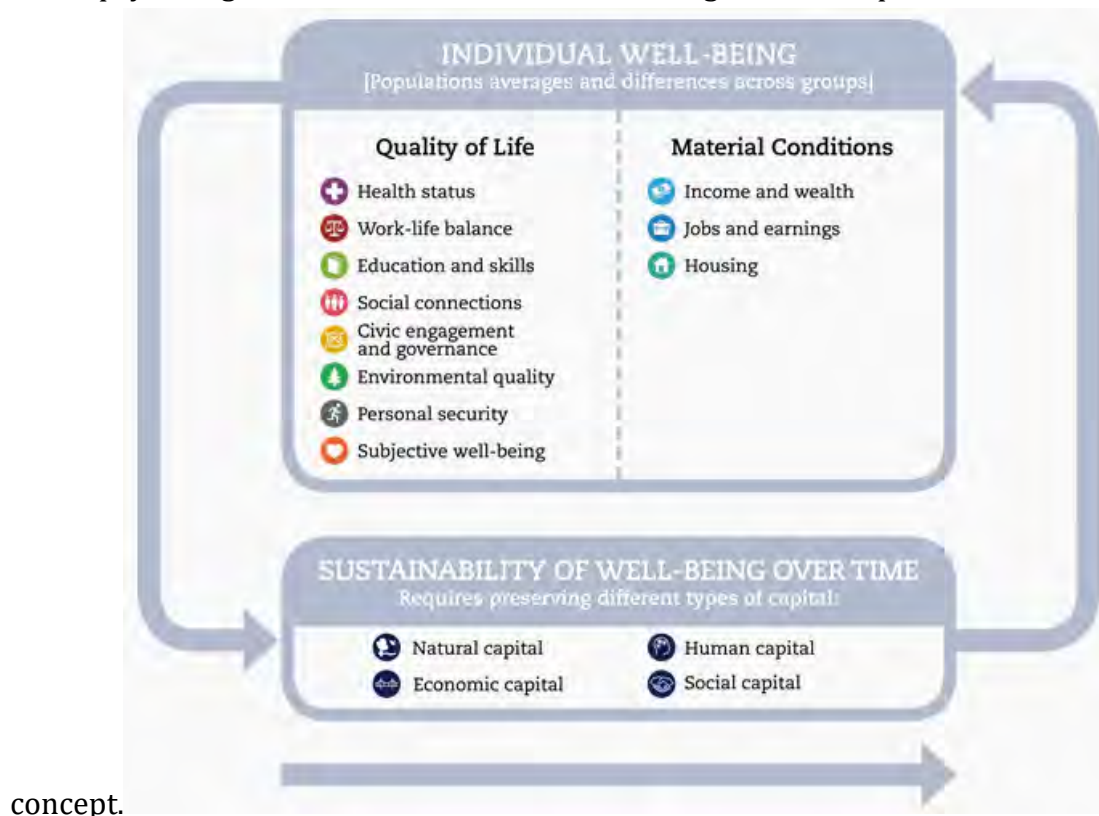 INDIVIDUAL WELL-BEING
[Populations averages and differences across groups]
Quality of Life
Health status
Work-life balance
Education and skills
Social connections
Civic engagement
and governance
Environmental quality
Personal security
Subjective well-being
Material Conditions
Income and wealth
Jobs and earnings
Housing
SUSTAINABILITY OF WELL-BEING OVER TIME
Requires preserving different types of capital:
Natural capital
Human capital
Economic capital
Social capital
concept.